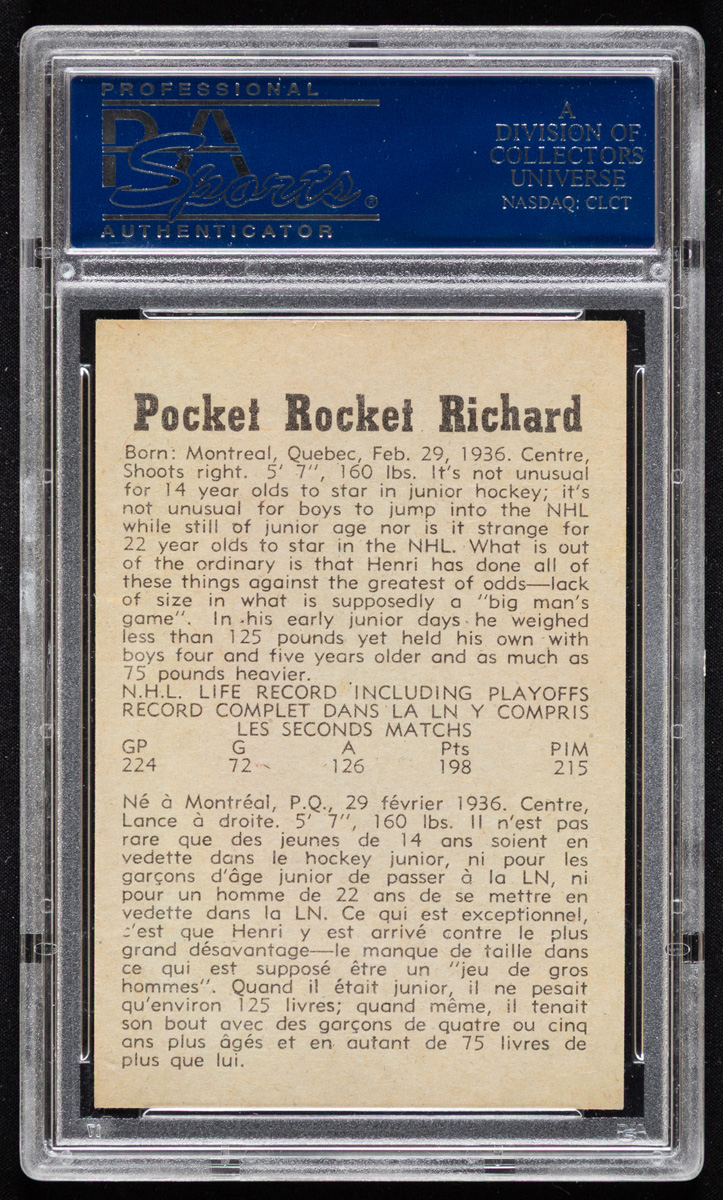 PROFESSIONAL
PSA
Sports®
AUTHENTICATOR
A
DIVISION OF
COLLECTORS
UNIVERSE
NASDAQ: CLCT
Pocket Rocket Richard
Born: Montreal, Quebec, Feb. 29, 1936. Centre,
Shoots right. 5' 7", 160 lbs. It's not unusual
for 14 year olds to star in junior hockey; it's
not unusual for boys to jump into the NHL
while still of junior age nor is it strange for
22 year olds to star in the NHL. What is out
of the ordinary is that Henri has done all of
these things against the greatest of odds—lack
of size in what is supposedly a "big man's
game". In his early junior days he weighed
less than 125 pounds yet held his own with
boys four and five years older and as much as
75 pounds heavier.
N.H.L. LIFE RECORD INCLUDING PLAYOFFS
RECORD COMPLET DANS LA LN Y COMPRIS
LES SECONDS MATCHS
GP G A Pts PIM
224 72 126 198 215
Né à Montréal, P.Q., 29 février 1936. Centre,
Lance à droite. 5' 7", 160 lbs. Il n'est pas
rare que des jeunes de 14 ans soient en
vedette dans le hockey junior, ni pour les
garçons d'âge junior de passer à la LN, ni
pour un homme de 22 ans de se mettre en
vedette dans la LN. Ce qui est exceptionnel,
c'est que Henri y est arrivé contre le plus
grand désavantage—le manque de taille dans
ce qui est supposé être un "jeu de gros
hommes". Quand il était junior, il ne pesait
qu'environ 125 livres; quand même, il tenait
son bout avec des garçons de quatre ou cinq
ans plus âgés et en autant de 75 livres de
plus que lui.